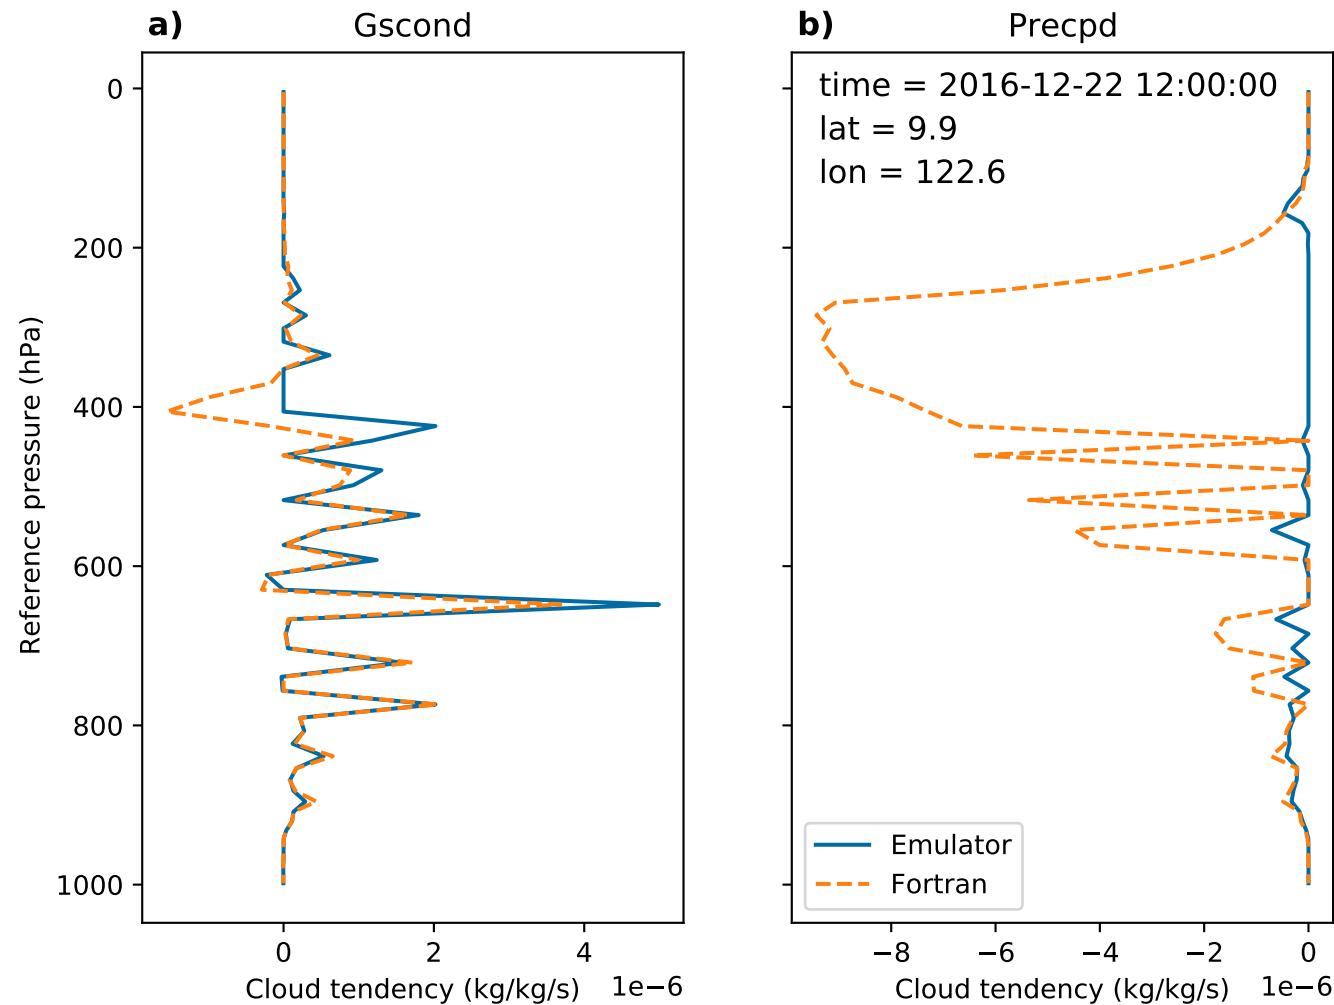 a) Gscond
b) Precpd
time = 2016-12-22 12:00:00
lat = 9.9
lon = 122.6
Reference pressure (hPa)
0
200
400
600
800
1000
Emulator
Fortran
0 2 4
−8 −6 −4 −2 0
Cloud tendency (kg/kg/s) 1e−6
Cloud tendency (kg/kg/s) 1e−6